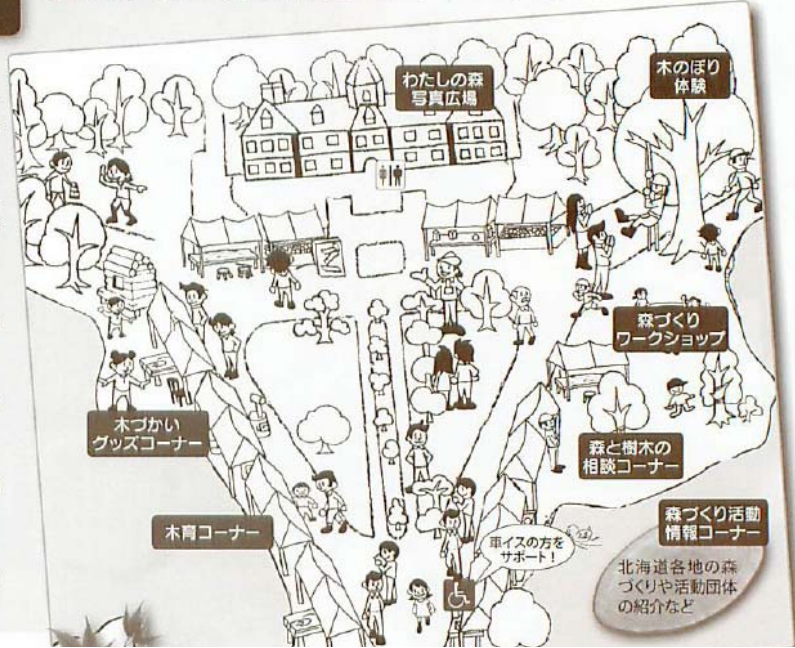 わたしの森
写真広場
木のぼり
体験
森づくり
ワークショップ
木づかい
グッズコーナー
森と樹木の
相談コーナー
木育コーナー
森づくり活動
情報コーナー
車イスの方を
サポート！
北海道各地の森
づくりや活動団体
の紹介など